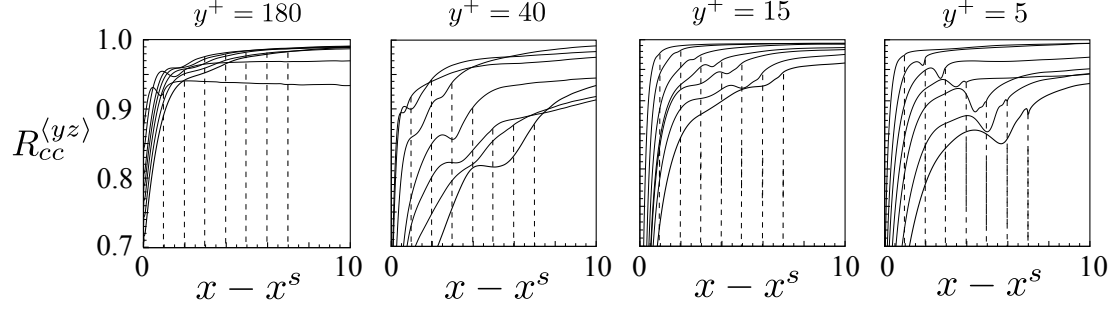 y⁺ = 180
y⁺ = 40
y⁺ = 15
y⁺ = 5
1.0
0.9
0.8
0.7
R_{cc}^{⟨yz⟩}
0 10
0 10
0 10
0 10
x − xˢ
x − xˢ
x − xˢ
x − xˢ